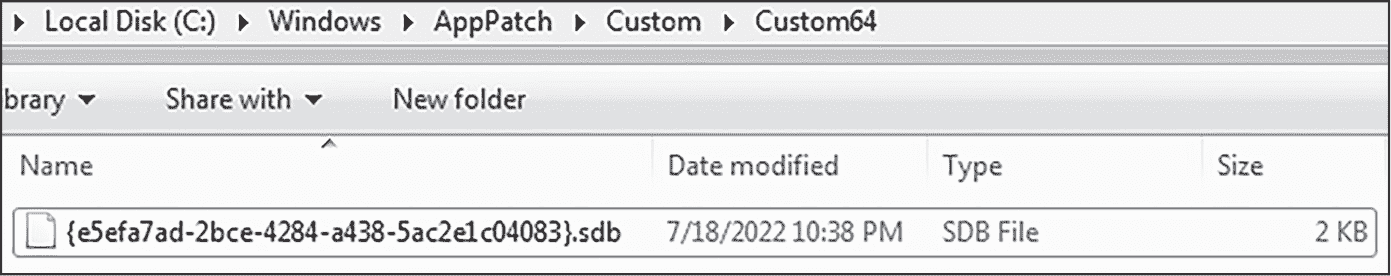 Local Disk (C:) Windows AppPatch Custom Custom64
brary Share with New folder
Name Date modified Type Size
{e5efa7ad-2bce-4284-a438-5ac2e1c04083}.sdb 7/18/2022 10:38 PM SDB File 2 KB